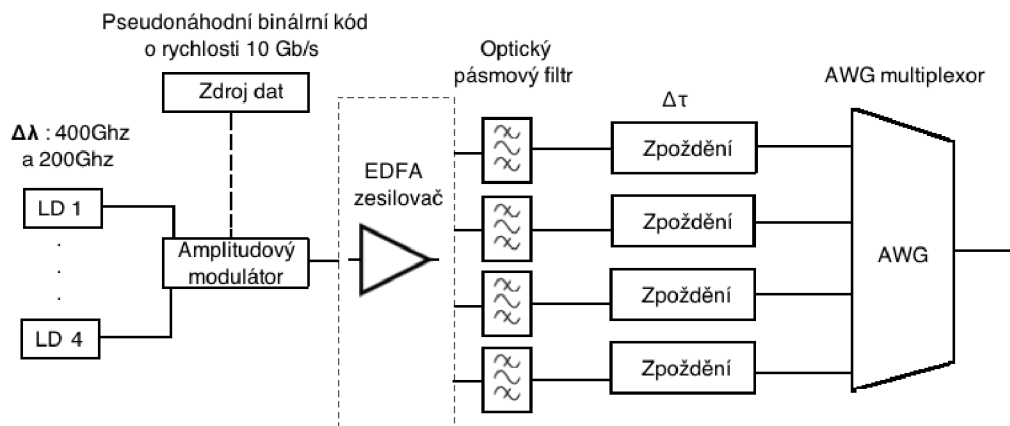 Pseudonáhodní binálrní kód
o rychlosti 10 Gb/s
Zdroj dat
Δλ : 400Ghz
a 200Ghz
LD 1
LD 4
Amplitudový
modulátor
EDFA
zesilovač
Optický
pásmový filtr
Δτ
Zpoždění
Zpoždění
Zpoždění
Zpoždění
AWG multiplexor
AWG